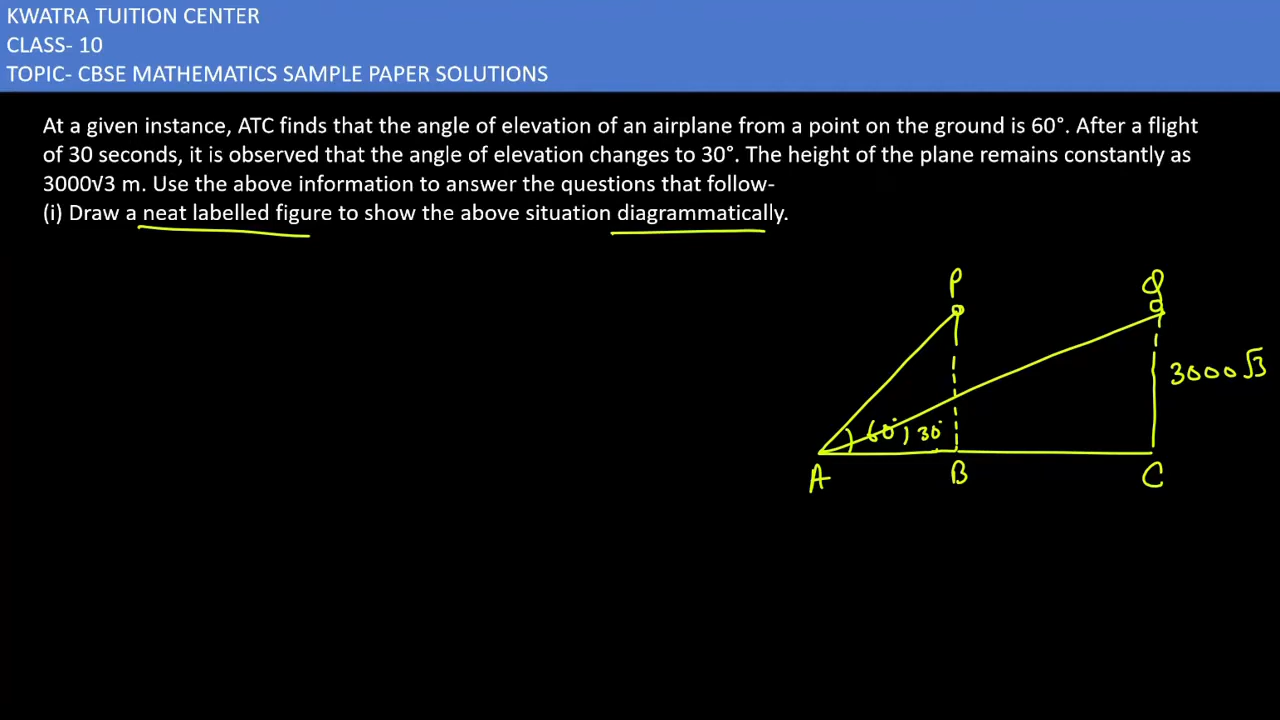 KWATRA TUITION CENTER
CLASS- 10
TOPIC- CBSE MATHEMATICS SAMPLE PAPER SOLUTIONS
At a given instance, ATC finds that the angle of elevation of an airplane from a point on the ground is 60°. After a flight
of 30 seconds, it is observed that the angle of elevation changes to 30°. The height of the plane remains constantly as
3000√3 m. Use the above information to answer the questions that follow-
(i) Draw a neat labelled figure to show the above situation diagrammatically.
P
Q
3000√3
60°, 30°
A
B
C